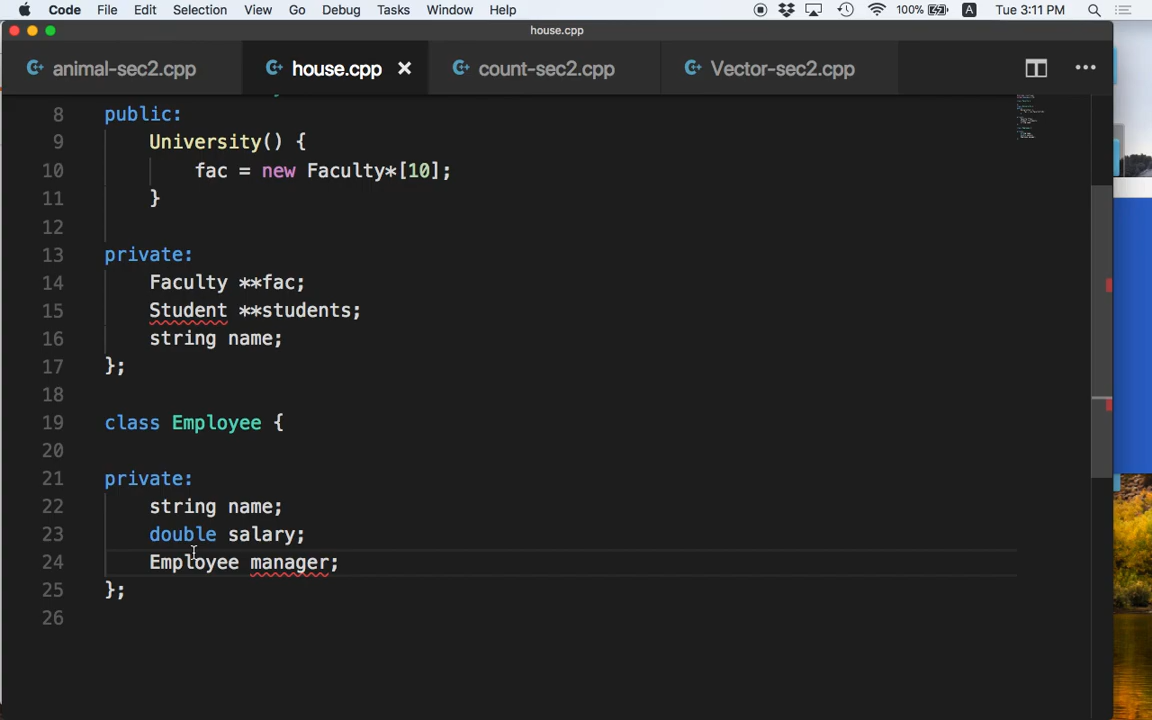 Code File Edit Selection View Go Debug Tasks Window Help 100% A Tue 3:11 PM
house.cpp
animal-sec2.cpp house.cpp count-sec2.cpp Vector-sec2.cpp
8 public:
9 University() {
10 fac = new Faculty*[10];
11 }
12
13 private:
14 Faculty **fac;
15 Student **students;
16 string name;
17 };
18
19 class Employee {
20
21 private:
22 string name;
23 double salary;
24 Employee manager;
25 };
26